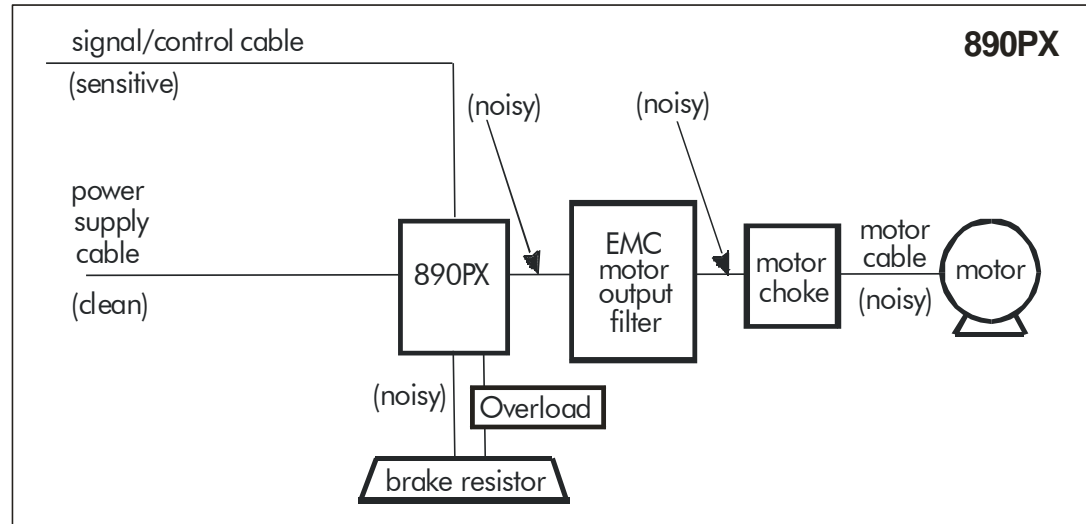 890PX
signal/control cable
(sensitive)
(noisy)
(noisy)
power
supply
cable
(clean)
890PX
EMC
motor
output
filter
motor
choke
motor
cable
(noisy)
motor
(noisy)
Overload
brake resistor